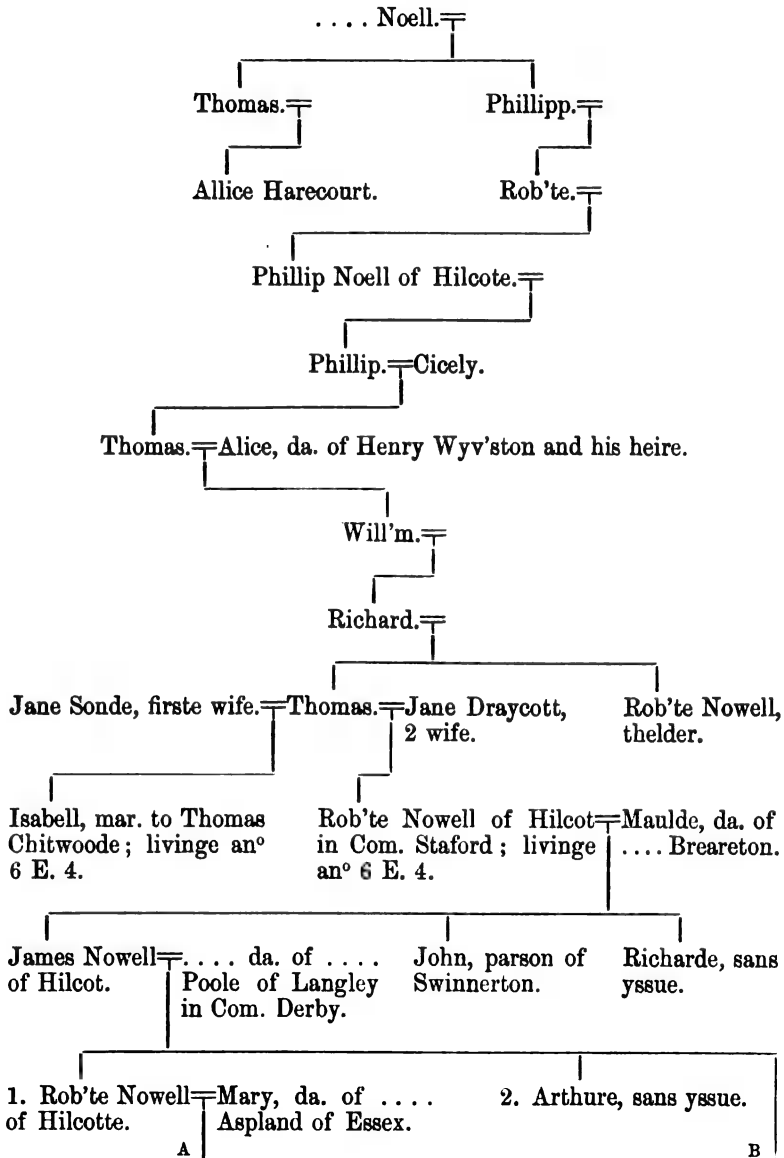 .... Noell.
Thomas. Phillipp.
Allice Harecourt. Rob'te.
Phillip Noell of Hilcote.
Phillip. Cicely.
Thomas. Alice, da. of Henry Wyv'ston and his heire.
Will'm.
Richard.
Jane Sonde, firste wife. Thomas. Jane Draycott,
2 wife.
Rob'te Nowell,
thelder.
Isabell, mar. to Thomas
Chitwoode; livinge anº
6 E. 4.
Rob'te Nowell of Hilcot
in Com. Staford; livinge
anº 6 E. 4.
Maulde, da. of
.... Breareton.
James Nowell
of Hilcot.
.... da. of ....
Poole of Langley
in Com. Derby.
John, parson of
Swinnerton.
Richarde, sans
yssue.
1. Rob'te Nowell
of Hilcotte.
Mary, da. of ....
Aspland of Essex.
2. Arthure, sans yssue.
A B